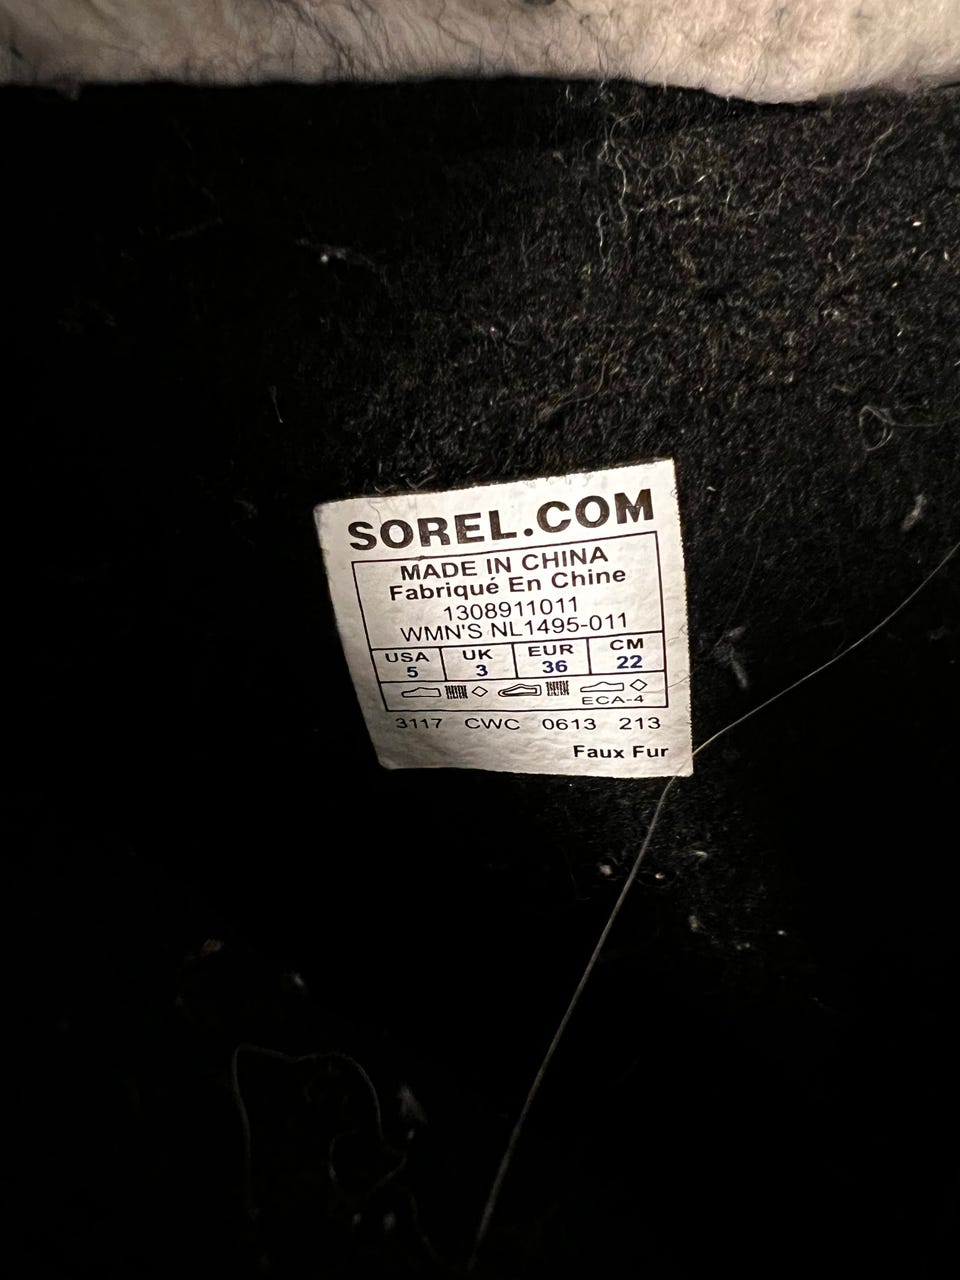 SOREL.COM
MADE IN CHINA
Fabriqué En Chine
1308911011
WMN'S NL1495-011
USA UK EUR CM
5 3 36 22
ECA-4
3117 CWC 0613 213
Faux Fur